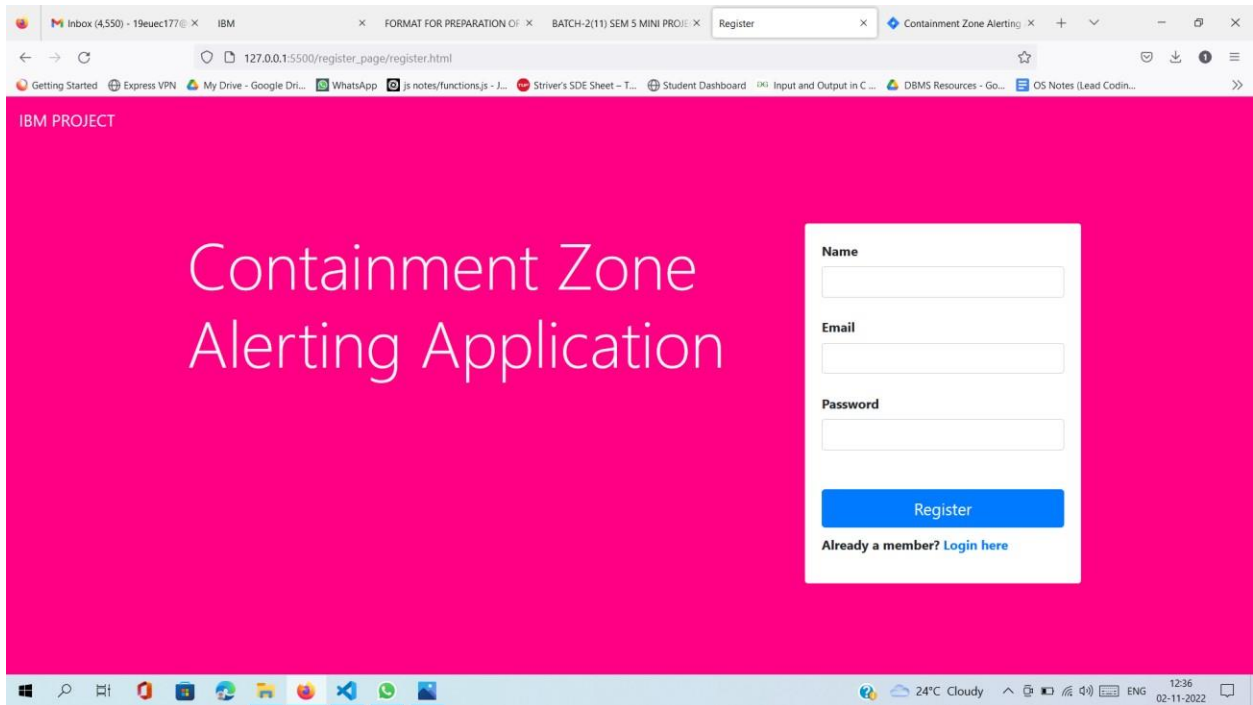 Inbox (4,550) - 19euec177@
IBM
FORMAT FOR PREPARATION OF
BATCH-2(11) SEM 5 MINI PROJE
Register
Containment Zone Alerting
127.0.0.1:5500/register_page/register.html
1
Getting Started
Express VPN
My Drive - Google Dri...
WhatsApp
js notes/functions.js - J...
Striver's SDE Sheet – T...
Student Dashboard
DG
Input and Output in C ...
DBMS Resources - Go...
OS Notes (Lead Codin...
IBM PROJECT
Containment Zone
Alerting Application
Name
Email
Password
Register
Already a member? Login here
24°C Cloudy
ENG
12:36
02-11-2022